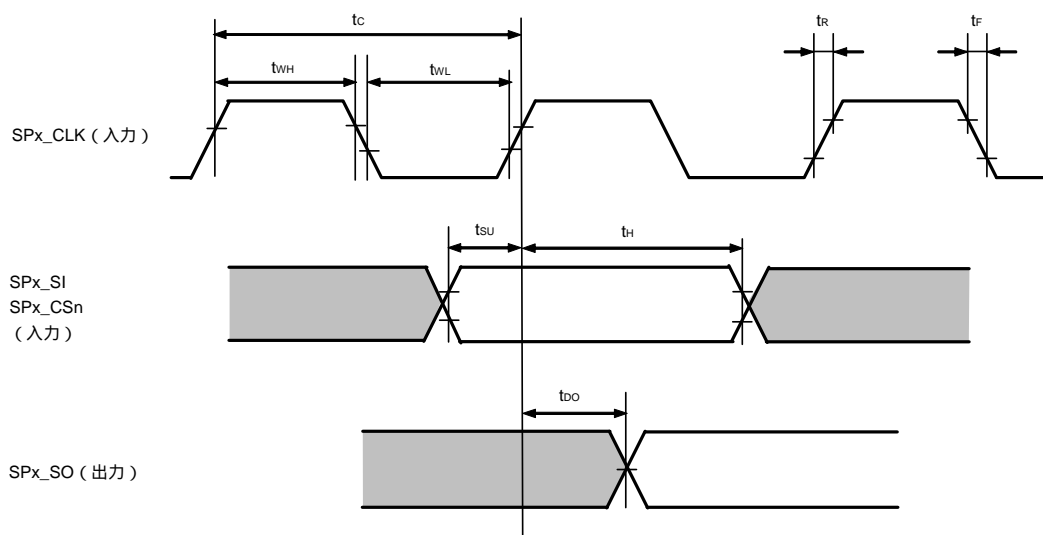 tC
tR
tF
tWH
tWL
SPx_CLK（入力）
tSU
tH
SPx_SI
SPx_CSn
（入力）
tDO
SPx_SO（出力）